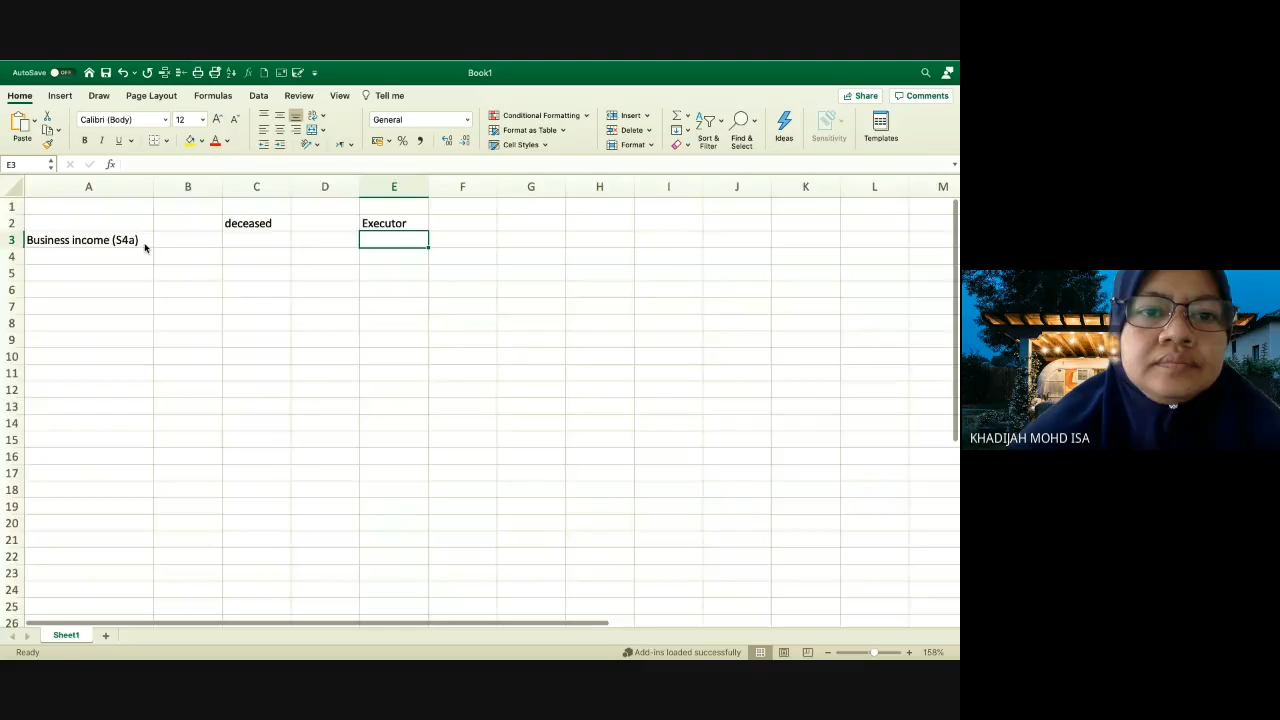 AutoSave OFF Book1
Home Insert Draw Page Layout Formulas Data Review View Tell me Share Comments
Paste Calibri (Body) 12 A A B I U A General % Conditional Formatting Format as Table Cell Styles Insert Delete Format Sort & Filter Find & Select Ideas Sensitivity Templates
E3 fx
A B C D E F G H I J K L M
1
2 deceased Executor
3 Business income (S4a)
4
5
6
7
8
9
10
11
12
13
14
15
16
17
18
19
20
21
22
23
24
25
26
Sheet1 +
Ready Add-ins loaded successfully 158%
KHADIJAH MOHD ISA